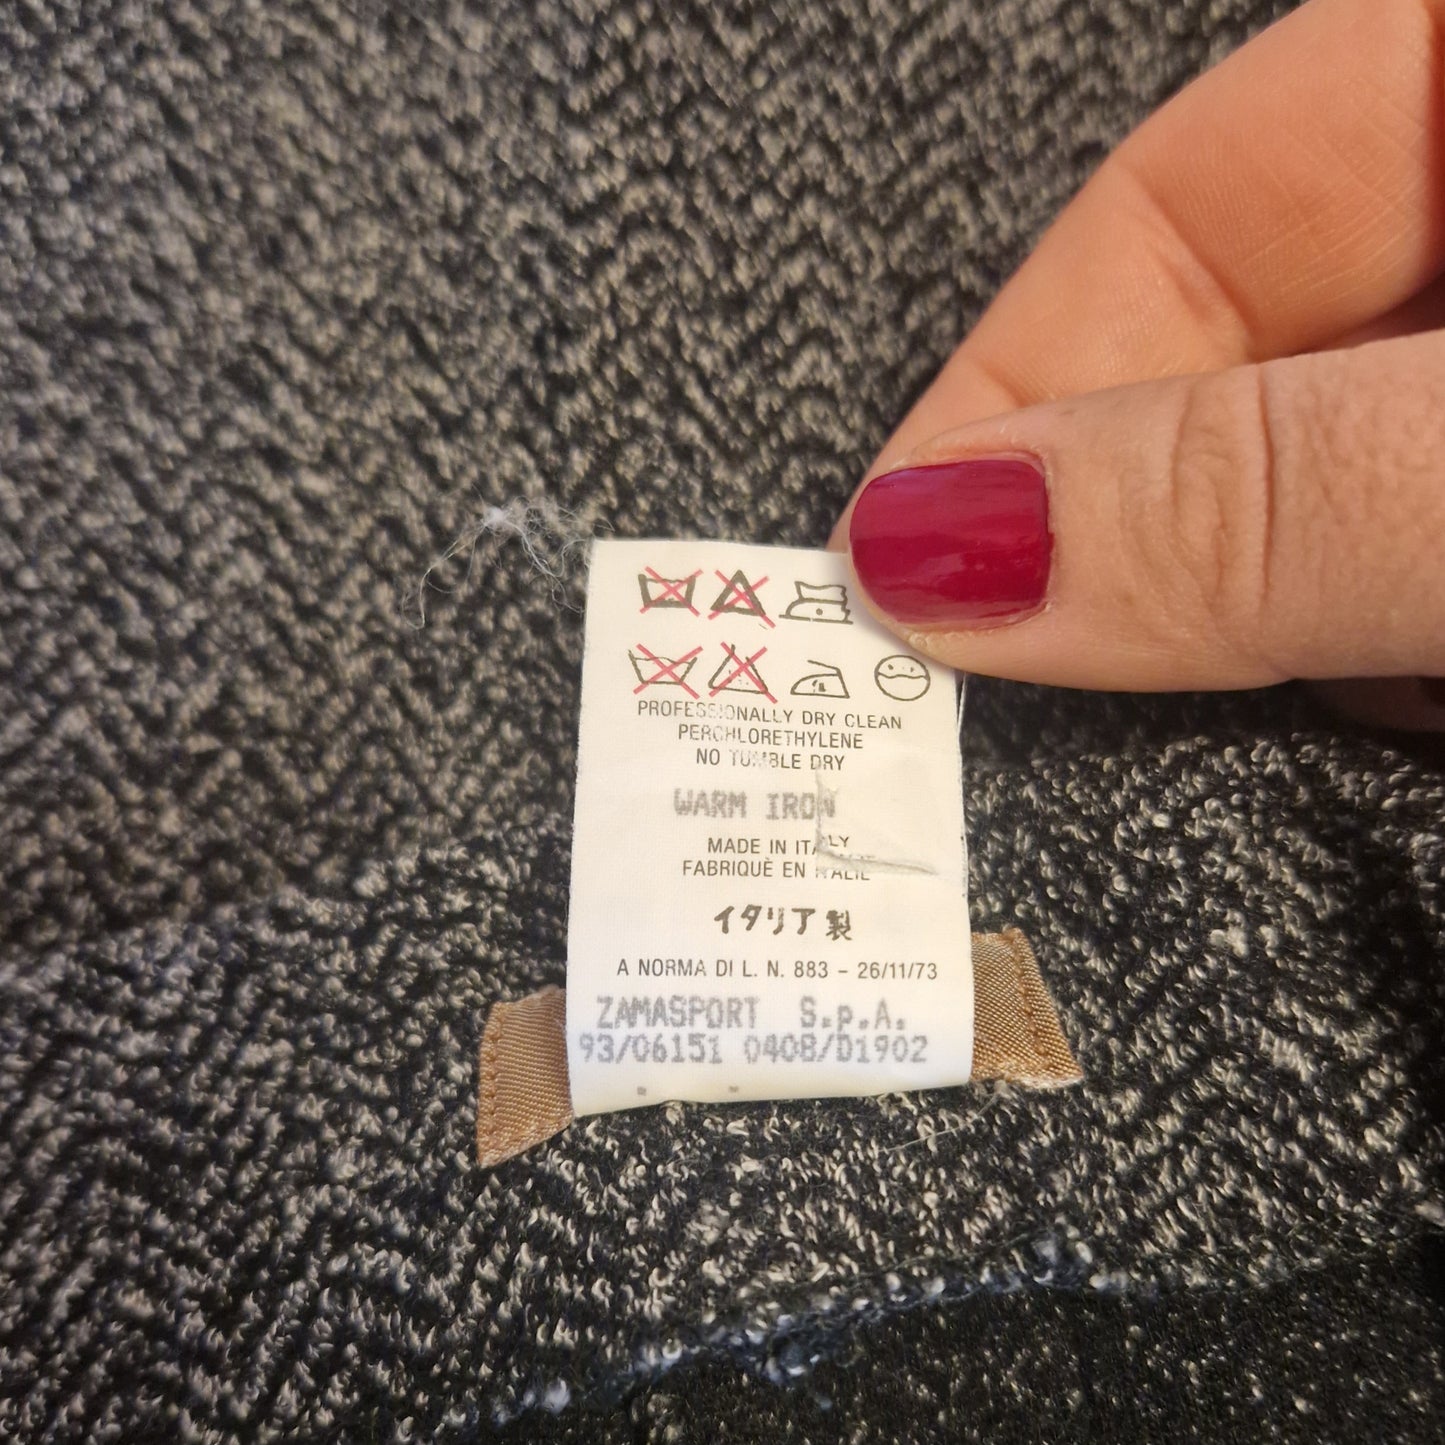 PROFESSIONALLY DRY CLEAN
PERCHLORETHYLENE
NO TUMBLE DRY
WARM IRON
MADE IN ITALY
FABRIQUÈ EN ITALIE
イタリア製
A NORMA DI L. N. 883 - 26/11/73
ZAMASPORT S.p.A.
93/06151 0408/D1902